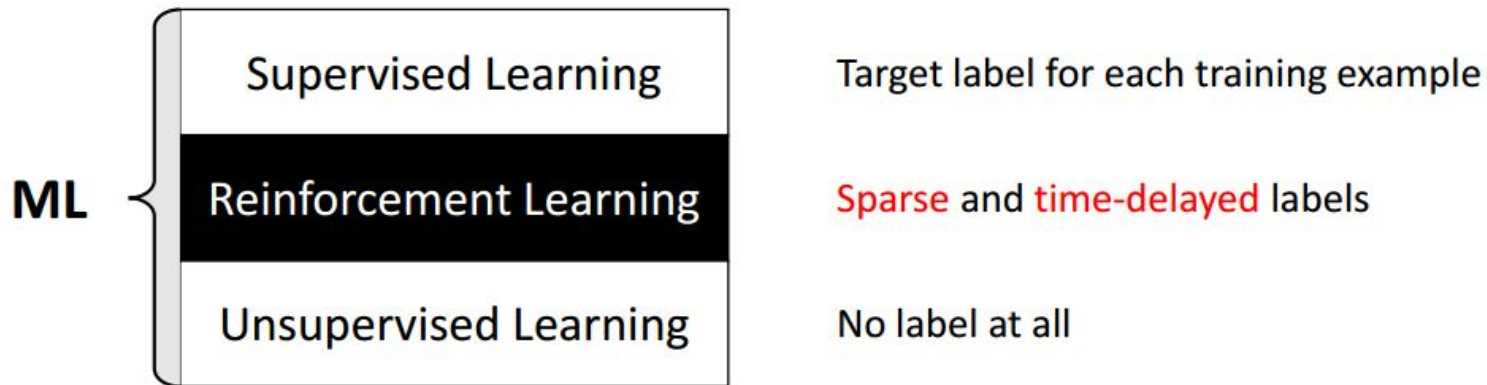 Supervised Learning
Target label for each training example
ML
Reinforcement Learning
Sparse and time-delayed labels
Unsupervised Learning
No label at all